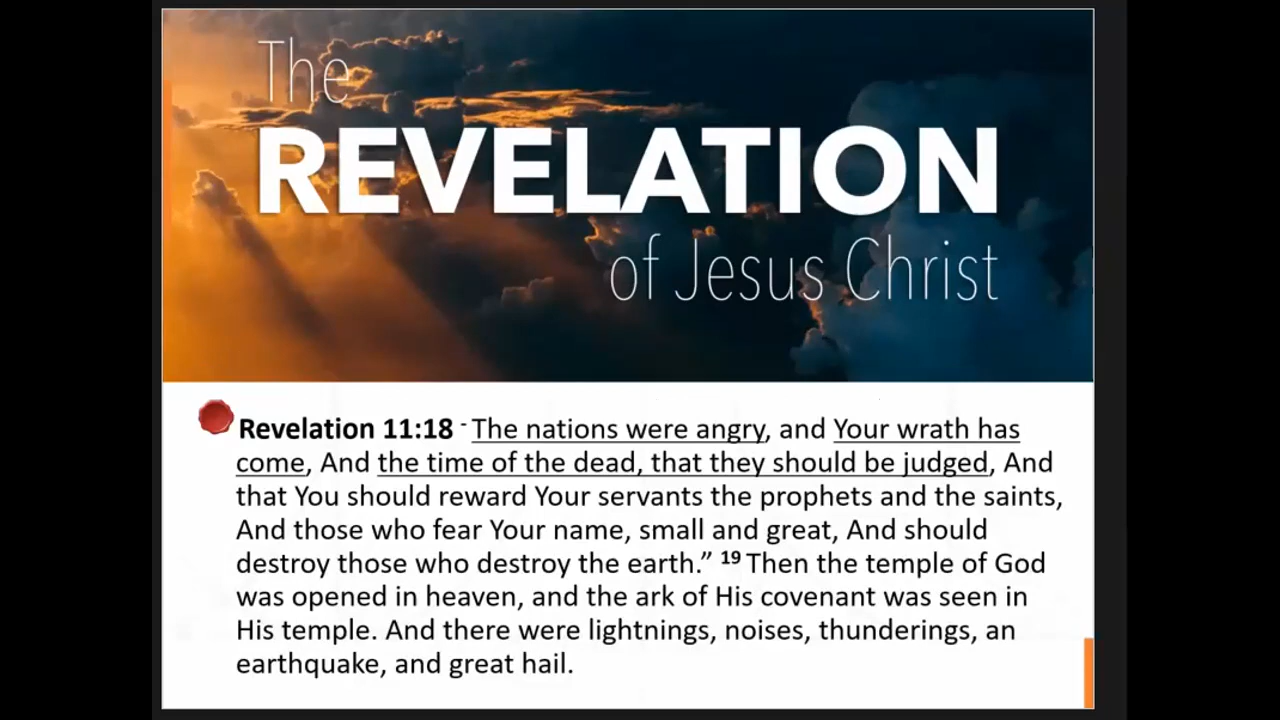 The
REVELATION
of Jesus Christ
Revelation 11:18 - The nations were angry, and Your wrath has
come, And the time of the dead, that they should be judged, And
that You should reward Your servants the prophets and the saints,
And those who fear Your name, small and great, And should
destroy those who destroy the earth.” 19 Then the temple of God
was opened in heaven, and the ark of His covenant was seen in
His temple. And there were lightnings, noises, thunderings, an
earthquake, and great hail.